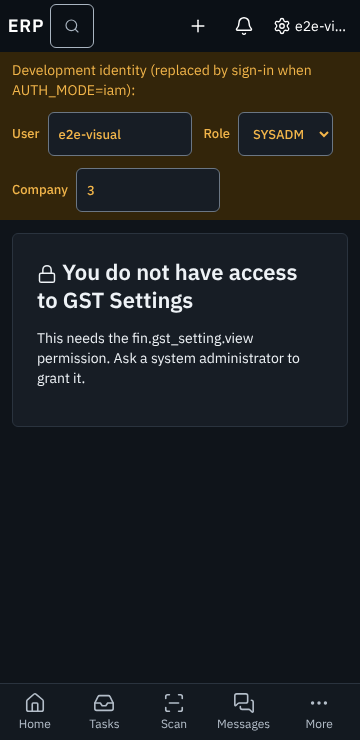 ERP
e2e-vi...
Development identity (replaced by sign-in when
AUTH_MODE=iam):
User e2e-visual Role SYSADM
Company 3
You do not have access
to GST Settings
This needs the fin.gst_setting.view
permission. Ask a system administrator to
grant it.
Home Tasks Scan Messages More